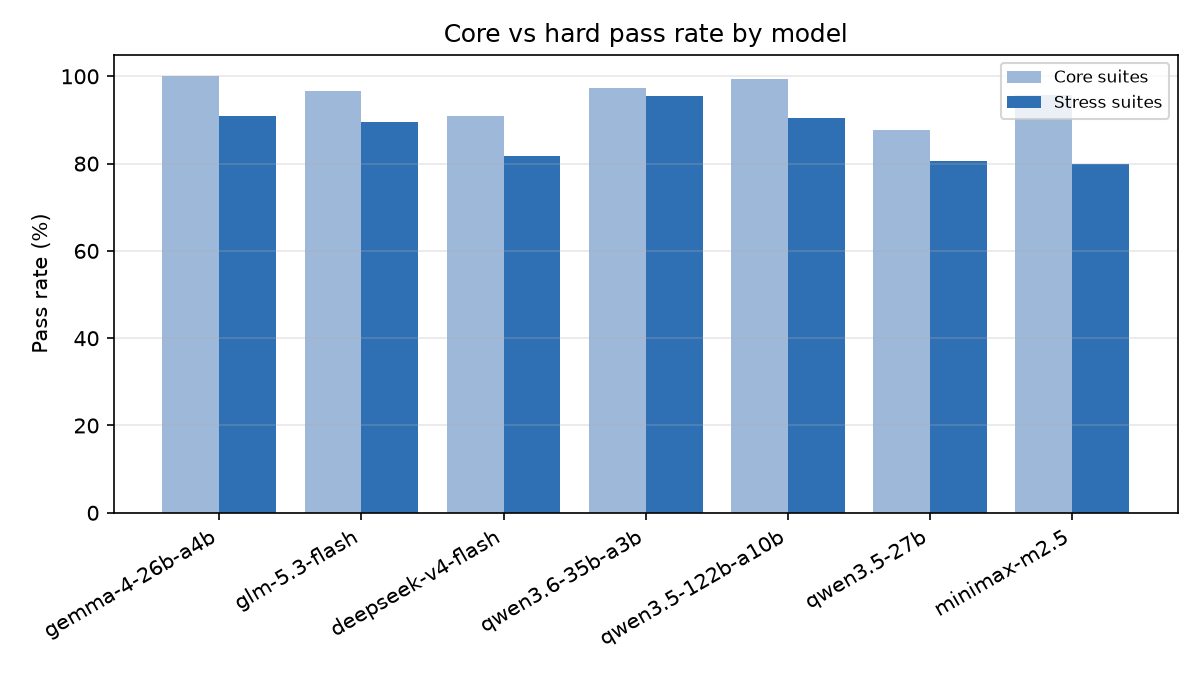 Core vs hard pass rate by model
Core suites
Stress suites
Pass rate (%)
100
80
60
40
20
0
gemma-4-26b-a4b
glm-5.3-flash
deepseek-v4-flash
qwen3.6-35b-a3b
qwen3.5-122b-a10b
qwen3.5-27b
minimax-m2.5